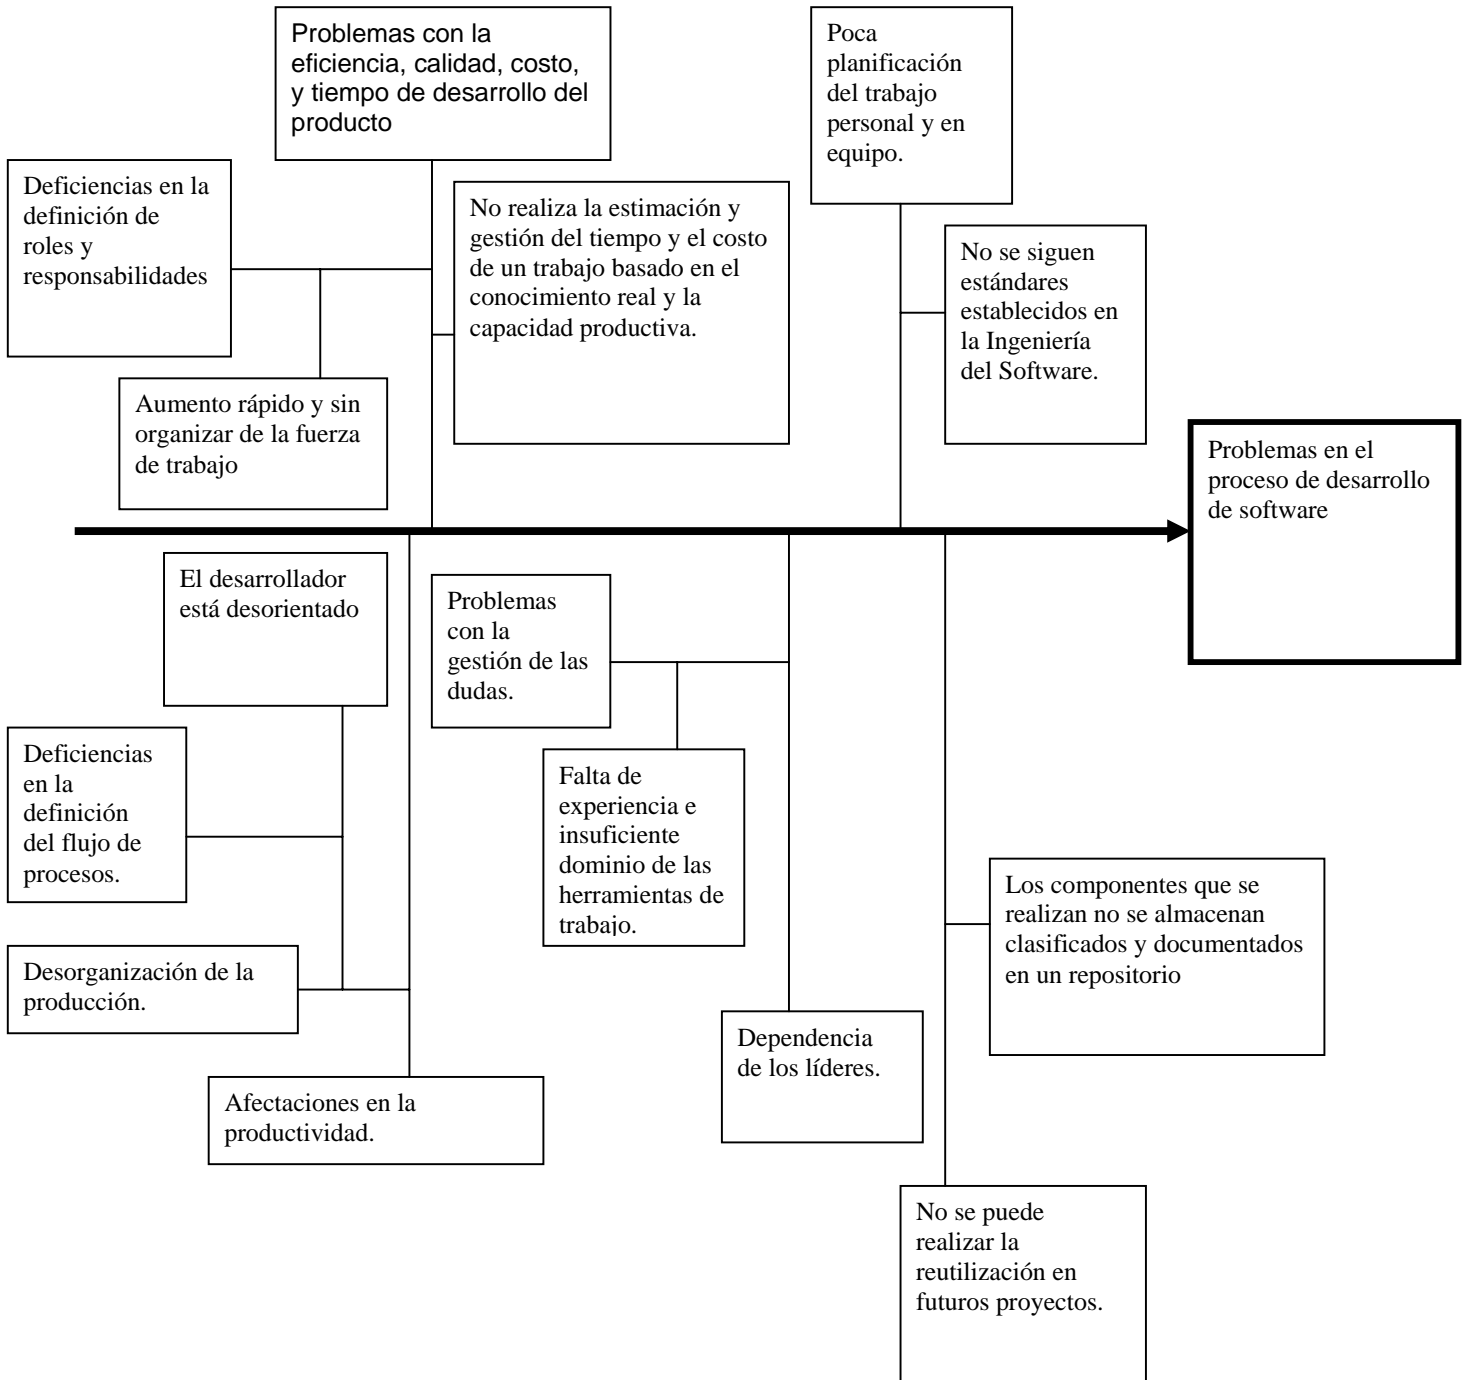 Problemas con la
eficiencia, calidad, costo,
y tiempo de desarrollo del
producto
Poca
planificación
del trabajo
personal y en
equipo.
Deficiencias en la
definición de
roles y
responsabilidades
No realiza la estimación y
gestión del tiempo y el costo
de un trabajo basado en el
conocimiento real y la
capacidad productiva.
No se siguen
estándares
establecidos en
la Ingeniería
del Software.
Aumento rápido y sin
organizar de la fuerza
de trabajo
Problemas en el
proceso de desarrollo
de software
El desarrollador
está desorientado
Problemas
con la
gestión de las
dudas.
Deficiencias
en la
definición
del flujo de
procesos.
Falta de
experiencia e
insuficiente
dominio de las
herramientas de
trabajo.
Los componentes que se
realizan no se almacenan
clasificados y documentados
en un repositorio
Desorganización de la
producción.
Dependencia
de los líderes.
Afectaciones en la
productividad.
No se puede
realizar la
reutilización en
futuros proyectos.